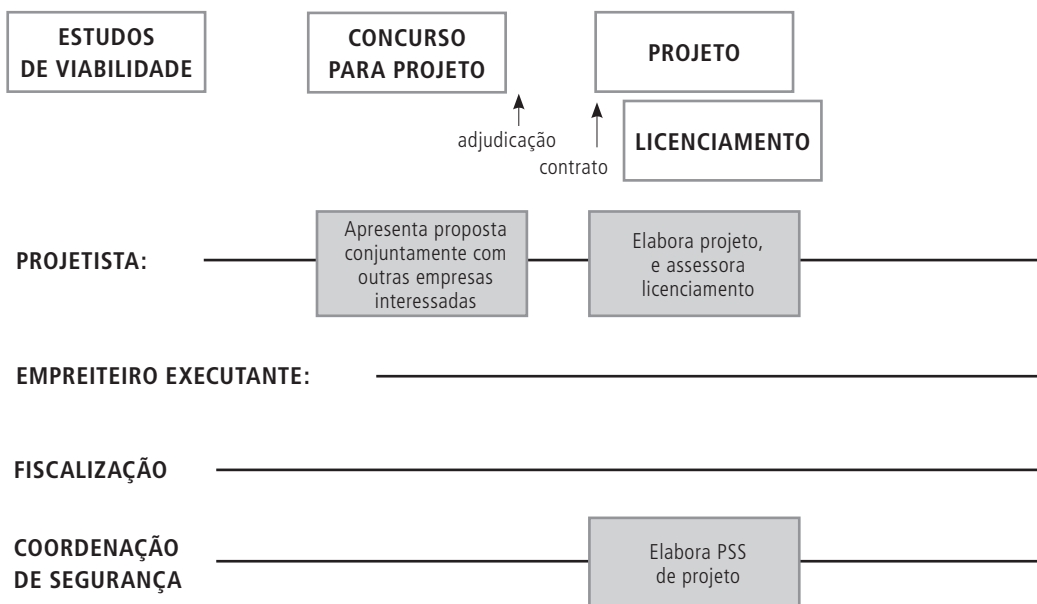 ESTUDOS
DE VIABILIDADE
CONCURSO
PARA PROJETO
PROJETO
adjudicação
contrato
LICENCIAMENTO
PROJETISTA:
Apresenta proposta
conjuntamente com
outras empresas
interessadas
Elabora projeto,
e assessora
licenciamento
EMPREITEIRO EXECUTANTE:
FISCALIZAÇÃO
COORDENAÇÃO
DE SEGURANÇA
Elabora PSS
de projeto